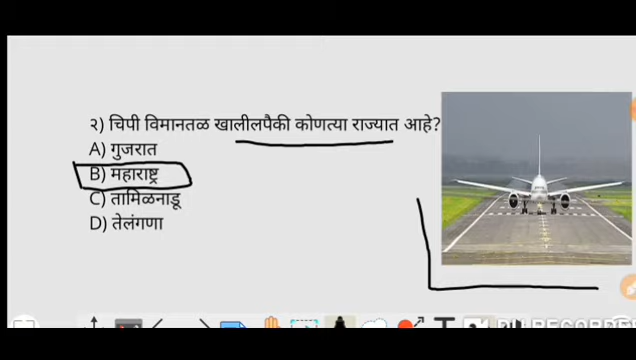 २) चिपी विमानतळ खालीलपैकी कोणत्या राज्यात आहे?
A) गुजरात
B) महाराष्ट्र
C) तामिळनाडू
D) तेलंगणा